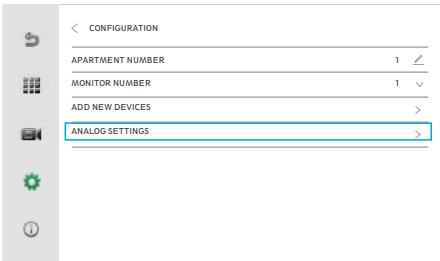 CONFIGURATION
APARTMENT NUMBER 1
MONITOR NUMBER 1
ADD NEW DEVICES
ANALOG SETTINGS